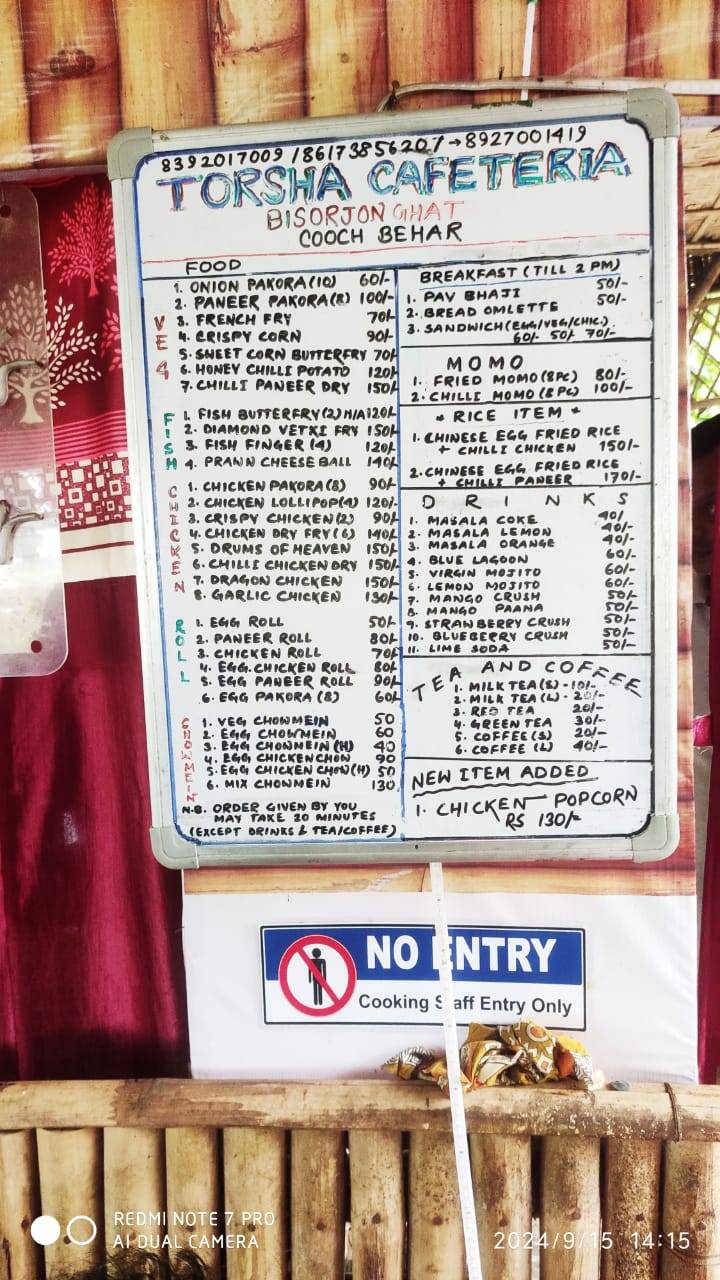 8392017009 / 8617385620 7 → 8927001419
TORSHA CAFETERIA
BISORJON GHAT
COOCH BEHAR
FOOD
VEG
1. ONION PAKORA (10) 60/-
2. PANEER PAKORA (8) 100/-
3. FRENCH FRY 70/
4. CRISPY CORN 90/-
5. SWEET CORN BUTTERFRY 70/-
6. HONEY CHILLI POTATO 120/-
7. CHILLI PANEER DRY 150/-
FISH
1. FISH BUTTERFRY (2) N/A 120/-
2. DIAMOND VETKI FRY 150/-
3. FISH FINGER (4) 120/-
4. PRANN CHEESE BALL 140/-
CHICKEN
1. CHICKEN PAKORA (8) 90/-
2. CHICKEN LOLLIPOP (4) 120/-
3. CRISPY CHICKEN (2) 90/-
4. CHICKEN DRY FRY (6) 140/-
5. DRUMS OF HEAVEN 150/-
6. CHILLI CHICKEN DRY 150/-
7. DRAGON CHICKEN 150/-
8. GARLIC CHICKEN 130/-
ROLL
1. EGG ROLL 50/-
2. PANEER ROLL 80/-
3. CHICKEN ROLL 70/-
4. EGG. CHICKEN ROLL 80/-
5. EGG PANEER ROLL 90/-
6. EGG PAKORA (8) 60/-
CHOWMEIN
1. VEG CHOWMEIN 50
2. EGG CHOWMEIN 60
3. EGG CHOWMEIN (H) 40
4. EGG CHICKEN CHOW 90
5. EGG CHICKEN CHOW (H) 50
6. MIX CHOWMEIN 130
N.B. ORDER GIVEN BY YOU
MAY TAKE 20 MINUTES
(EXCEPT DRINKS & TEA/COFFEE)
BREAKFAST (TILL 2 PM)
1. PAV BHAJI 50/-
2. BREAD OMLETTE 50/-
3. SANDWICH (EGG/VEG/CHIC.)
60/- 50/- 70/-
MOMO
1. FRIED MOMO (8 PC) 80/-
2. CHILLI MOMO (8 PC) 100/-
* RICE ITEM *
1. CHINESE EGG FRIED RICE
+ CHILLI CHICKEN 150/-
2. CHINESE EGG FRIED RICE
+ CHILLI PANEER 170/-
DRINKS
1. MASALA COKE 40/
2. MASALA LEMON 40/-
3. MASALA ORANGE 40/-
4. BLUE LAGOON 60/-
5. VIRGIN MOJITO 60/-
6. LEMON MOJITO 60/-
7. MANGO CRUSH 50/-
8. MANGO PAANA 50/-
9. STRAWBERRY CRUSH 50/-
10. BLUEBERRY CRUSH 50/-
11. LIME SODA 50/-
TEA AND COFFEE
1. MILK TEA (S) - 10/-
2. MILK TEA (L) - 20/-
3. RED TEA 20/-
4. GREEN TEA 30/-
5. COFFEE (S) 20/-
6. COFFEE (L) 40/-
NEW ITEM ADDED
1. CHICKEN POPCORN
RS 130/-
NO ENTRY
Cooking Staff Entry Only
REDMI NOTE 7 PRO
AI DUAL CAMERA
2024/9/15 14:15